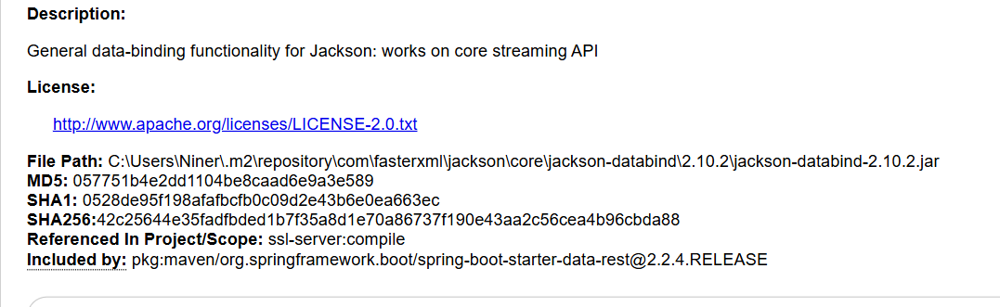 Description:
General data-binding functionality for Jackson: works on core streaming API
License:
http://www.apache.org/licenses/LICENSE-2.0.txt
File Path: C:\Users\Niner\.m2\repository\com\fasterxml\jackson\core\jackson-databind\2.10.2\jackson-databind-2.10.2.jar
MD5: 057751b4e2dd1104be8caad6e9a3e589
SHA1: 0528de95f198afafbcfb0c09d2e43b6e0ea663ec
SHA256:42c25644e35fadfbded1b7f35a8d1e70a86737f190e43aa2c56cea4b96cbda88
Referenced In Project/Scope: ssl-server:compile
Included by: pkg:maven/org.springframework.boot/spring-boot-starter-data-rest@2.2.4.RELEASE